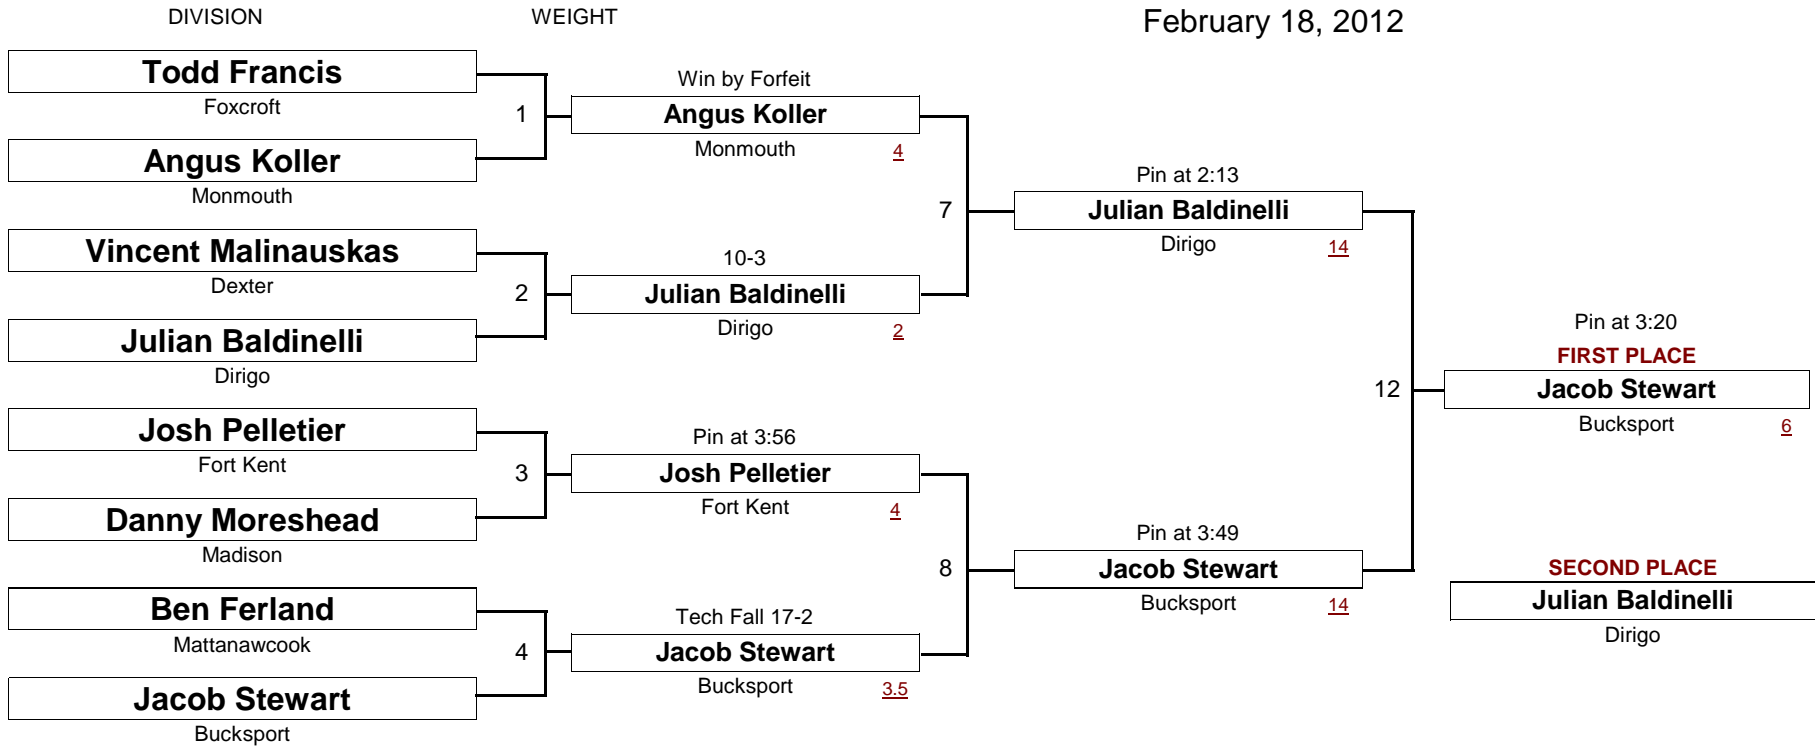 DIVISION
WEIGHT
February 18, 2012
Todd Francis
Foxcroft
1
Angus Koller
Monmouth
Vincent Malinauskas
Dexter
2
Julian Baldinelli
Dirigo
Josh Pelletier
Fort Kent
3
Danny Moreshead
Madison
Ben Ferland
Mattanawcook
4
Jacob Stewart
Bucksport
Win by Forfeit
Angus Koller
Monmouth 4
7
10-3
Julian Baldinelli
Dirigo 2
Pin at 3:56
Josh Pelletier
Fort Kent 4
8
Tech Fall 17-2
Jacob Stewart
Bucksport 3.5
Pin at 2:13
Julian Baldinelli
Dirigo 14
12
Pin at 3:49
Jacob Stewart
Bucksport 14
Pin at 3:20
FIRST PLACE
Jacob Stewart
Bucksport 6
SECOND PLACE
Julian Baldinelli
Dirigo